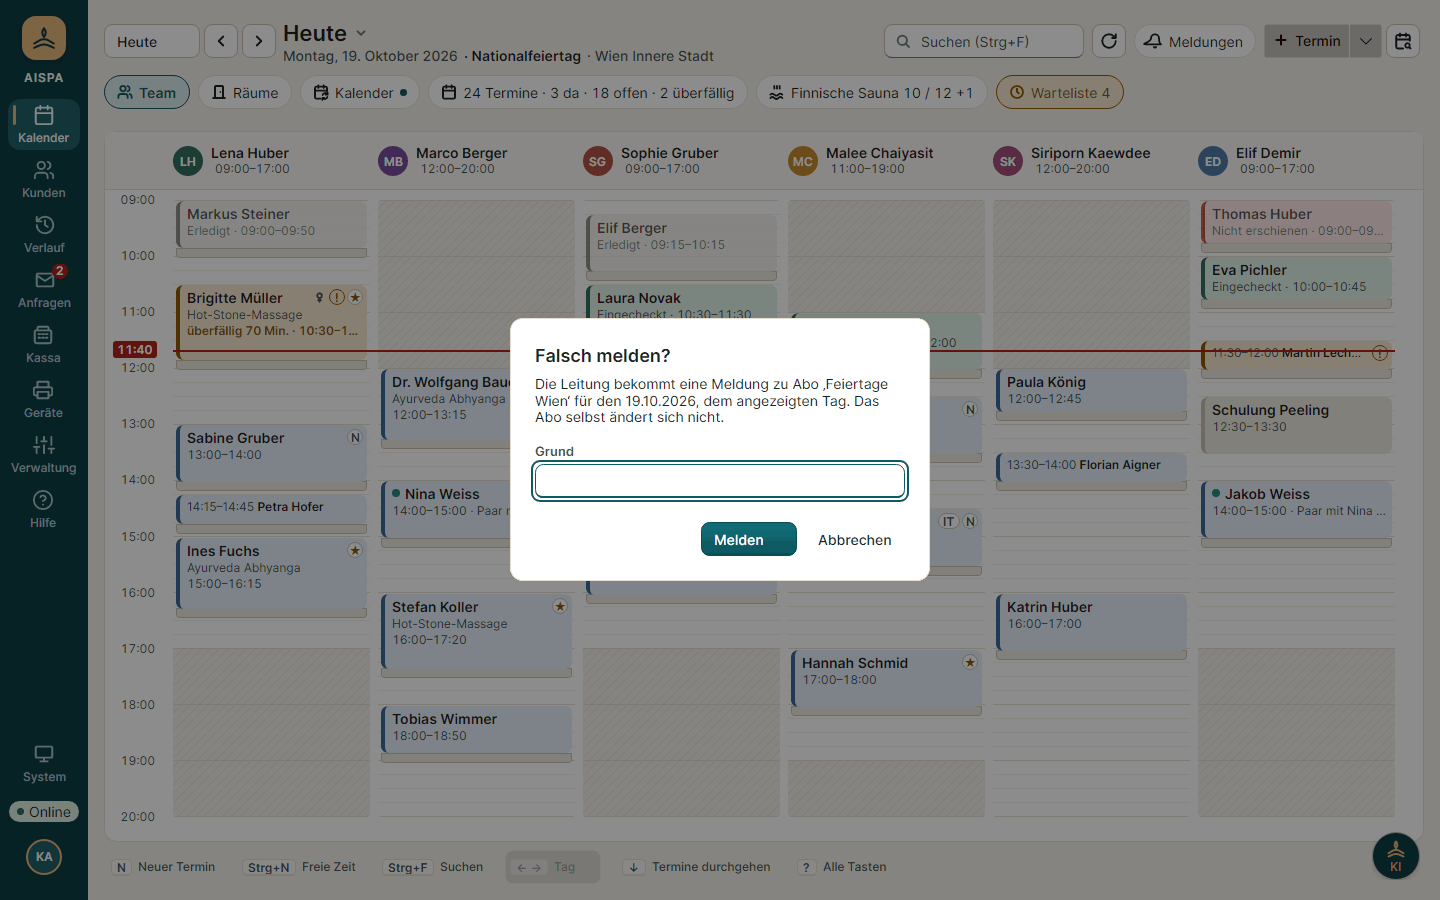 AISPA
Kalender
Kunden
Verlauf
2
Anfragen
Kassa
Geräte
Verwaltung
Hilfe
System
Online
KA
Heute
Heute
Montag, 19. Oktober 2026 · Nationalfeiertag · Wien Innere Stadt
Suchen (Strg+F)
Meldungen
+ Termin
Team
Räume
Kalender
24 Termine · 3 da · 18 offen · 2 überfällig
Finnische Sauna 10 / 12 +1
Warteliste 4
LH Lena Huber
09:00–17:00
MB Marco Berger
12:00–20:00
SG Sophie Gruber
09:00–17:00
MC Malee Chaiyasit
11:00–19:00
SK Siriporn Kaewdee
12:00–20:00
ED Elif Demir
09:00–17:00
09:00
10:00
11:00
11:40
12:00
13:00
14:00
15:00
16:00
17:00
18:00
19:00
20:00
Markus Steiner
Erledigt · 09:00–09:50
Brigitte Müller
Hot-Stone-Massage
überfällig 70 Min. · 10:30–1...
Sabine Gruber N
13:00–14:00
14:15–14:45 Petra Hofer
Ines Fuchs
Ayurveda Abhyanga
15:00–16:15
Dr. Wolfgang Baue
Ayurveda Abhyanga
12:00–13:15
Nina Weiss
14:00–15:00 · Paar m
Stefan Koller
Hot-Stone-Massage
16:00–17:20
Tobias Wimmer
18:00–18:50
Elif Berger
Erledigt · 09:15–10:15
Laura Novak
Eingecheckt · 10:30–11:30
2:00
N
IT N
Hannah Schmid
17:00–18:00
Paula König
12:00–12:45
13:30–14:00 Florian Aigner
Katrin Huber
16:00–17:00
Thomas Huber
Nicht erschienen · 09:00–09...
Eva Pichler
Eingecheckt · 10:00–10:45
11:30–12:00 Martin Lech...
Schulung Peeling
12:30–13:30
Jakob Weiss
14:00–15:00 · Paar mit Nina ...
Falsch melden?
Die Leitung bekommt eine Meldung zu Abo ‚Feiertage
Wien‘ für den 19.10.2026, dem angezeigten Tag. Das
Abo selbst ändert sich nicht.
Grund
Melden
Abbrechen
N Neuer Termin
Strg+N Freie Zeit
Strg+F Suchen
← → Tag
↓ Termine durchgehen
? Alle Tasten
KI